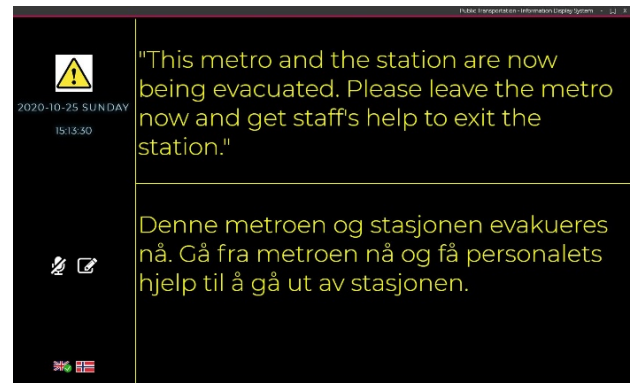 Public Transportation - Information Display System
"This metro and the station are now
being evacuated. Please leave the metro
now and get staff's help to exit the
station."
2020-10-25 SUNDAY
15:13:30
Denne metroen og stasjonen evakueres
nå. Gå fra metroen nå og få personalets
hjelp til å gå ut av stasjonen.